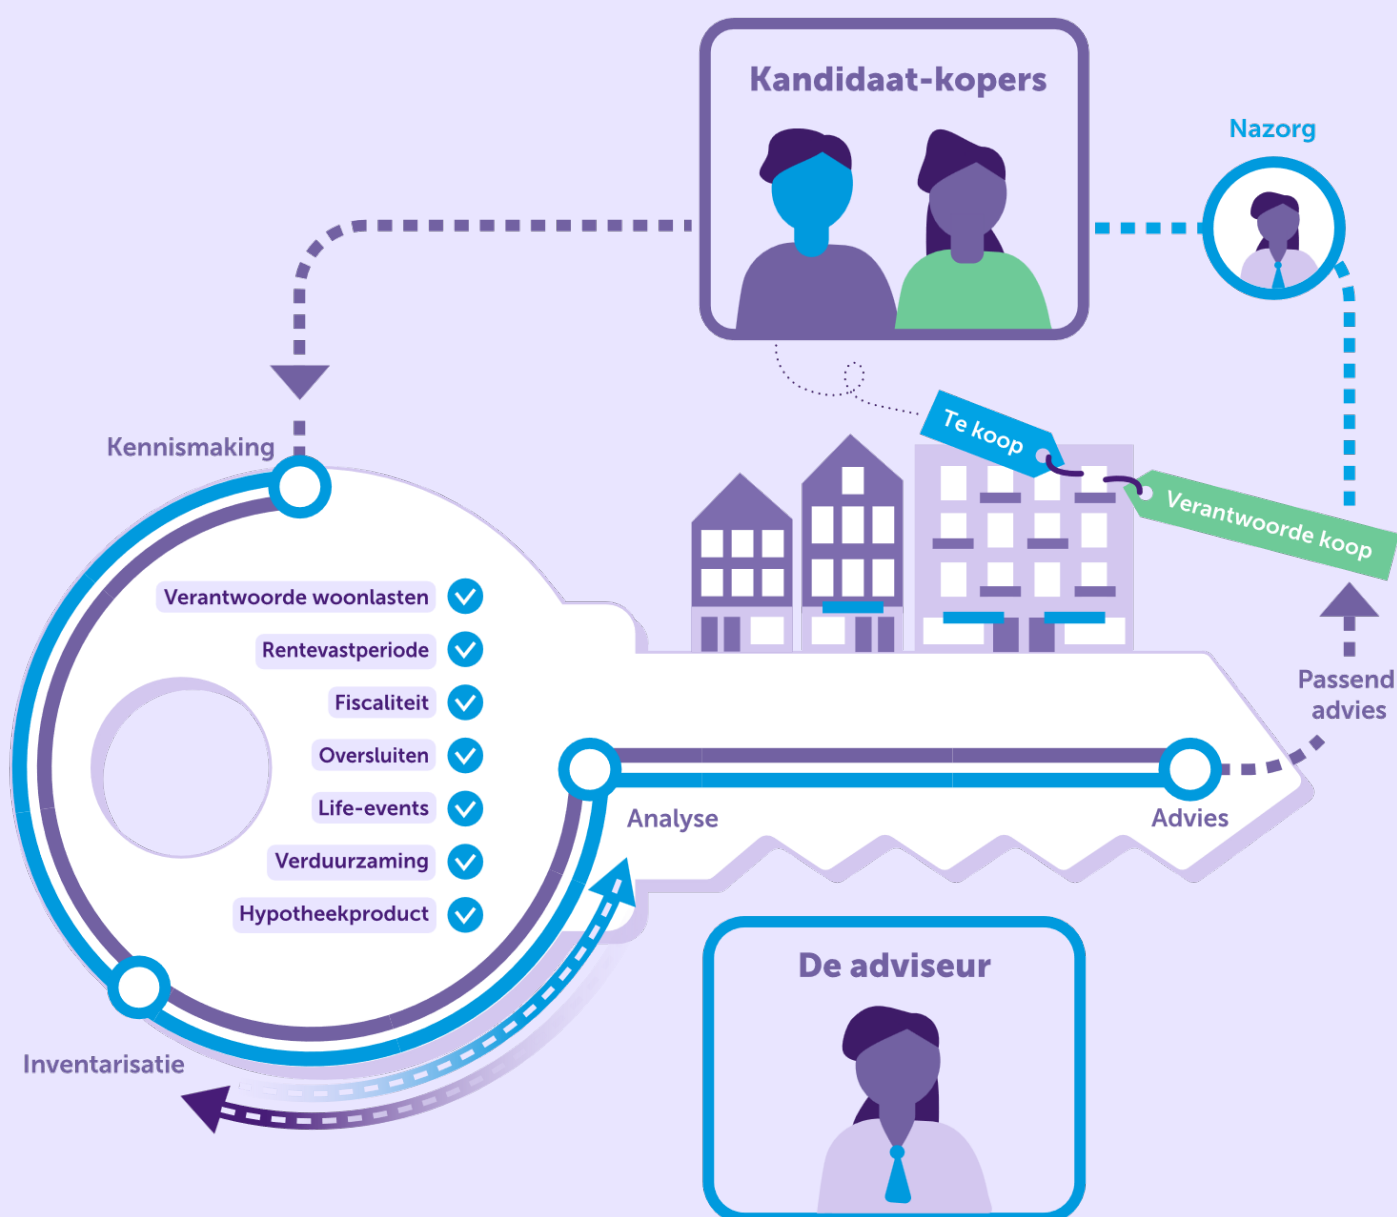 Kandidaat-kopers
Nazorg
Te koop
Verantwoorde koop
Kennismaking
Verantwoorde woonlasten
Rentevastperiode
Fiscaliteit
Oversluiten
Life-events
Verduurzaming
Hypotheekproduct
Passend
advies
Analyse
Advies
Inventarisatie
De adviseur